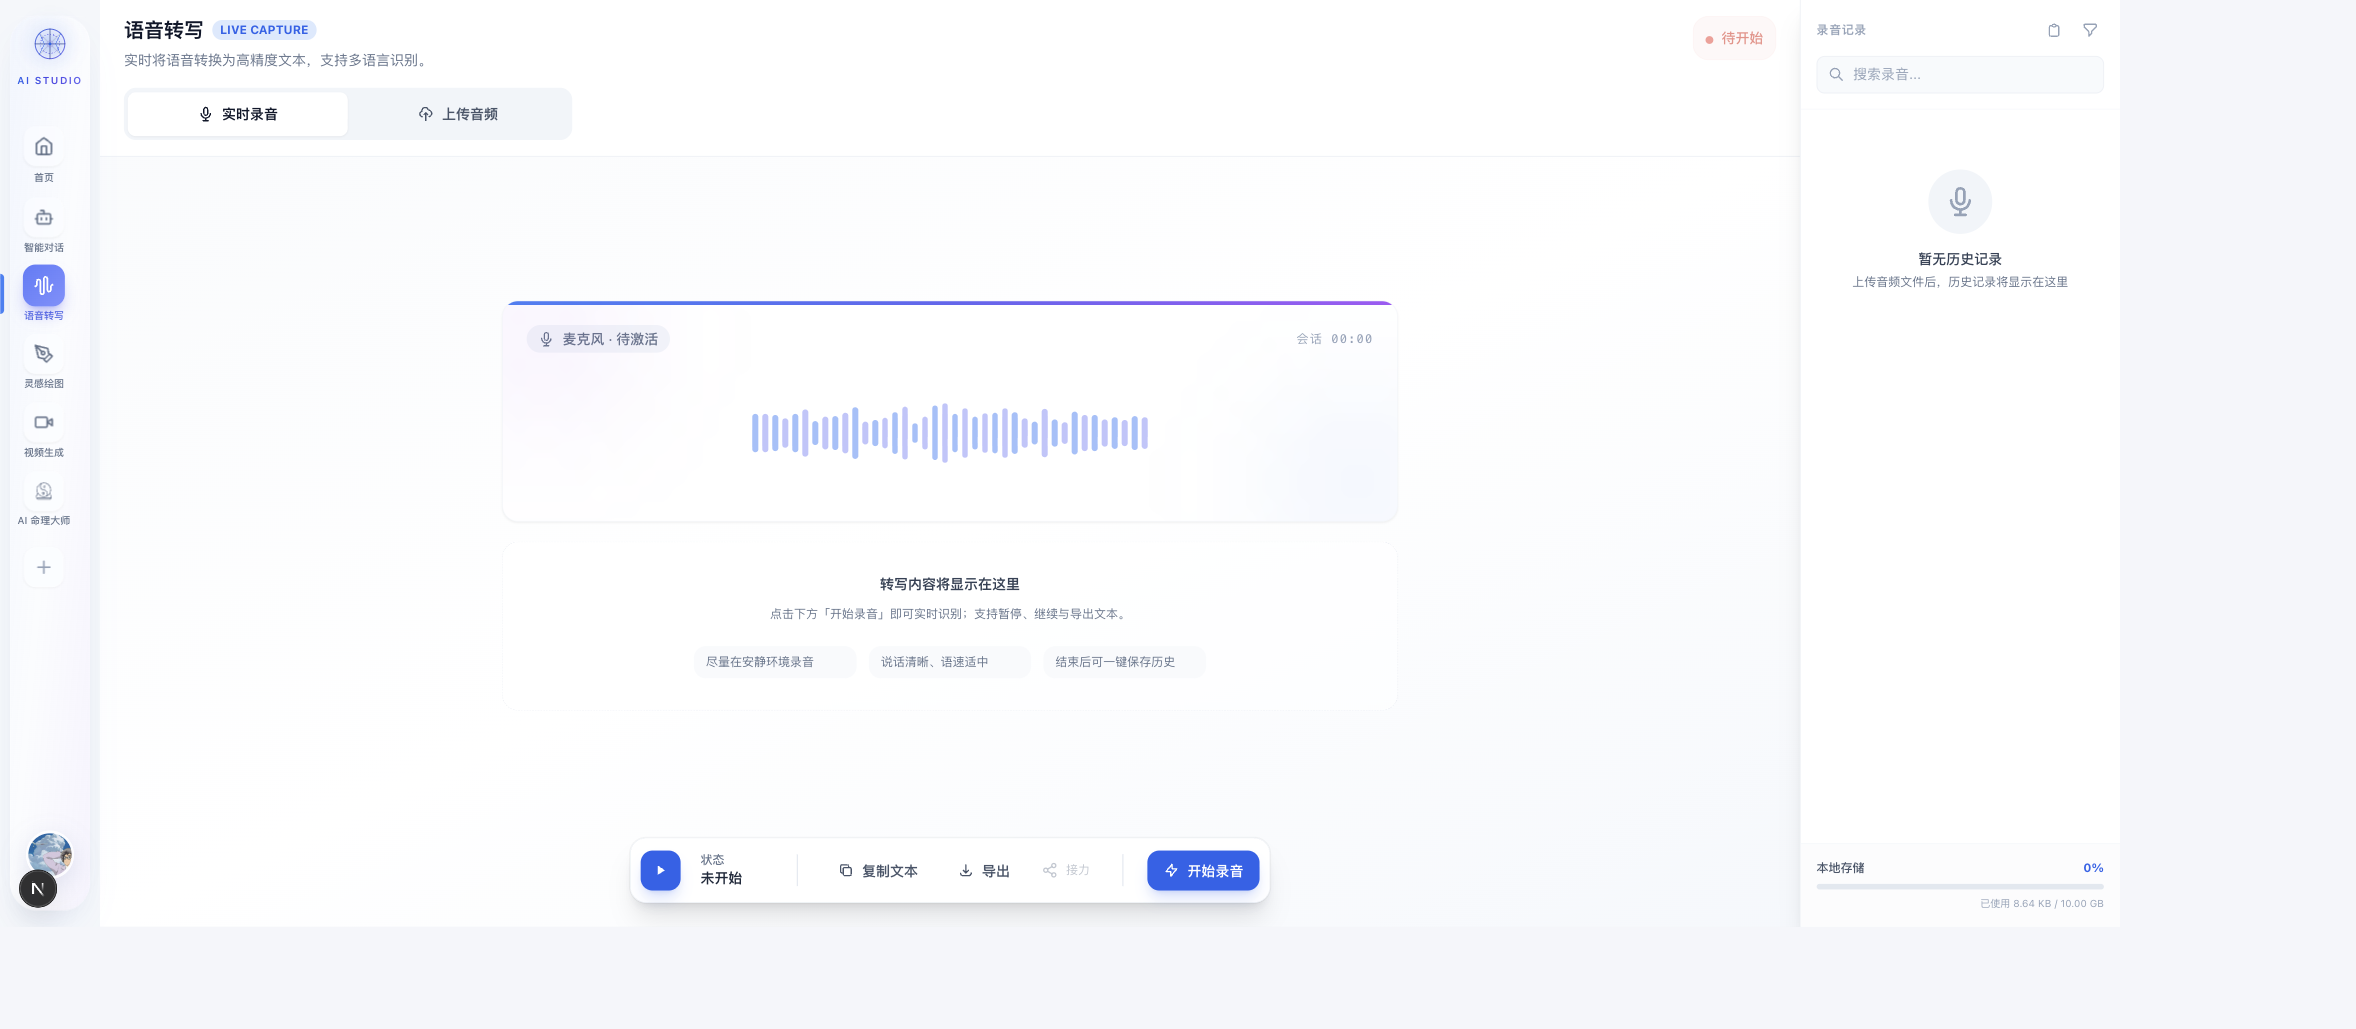 AI STUDIO
首页
智能对话
语音转写
灵感绘图
视频生成
AI 命理大师
N
语音转写 LIVE CAPTURE
实时将语音转换为高精度文本，支持多语言识别。
待开始
实时录音
上传音频
麦克风 · 待激活
会话 00:00
转写内容将显示在这里
点击下方「开始录音」即可实时识别；支持暂停、继续与导出文本。
尽量在安静环境录音
说话清晰、语速适中
结束后可一键保存历史
状态
未开始
复制文本
导出
接力
开始录音
录音记录
搜索录音...
暂无历史记录
上传音频文件后，历史记录将显示在这里
本地存储 0%
已使用 8.64 KB / 10.00 GB